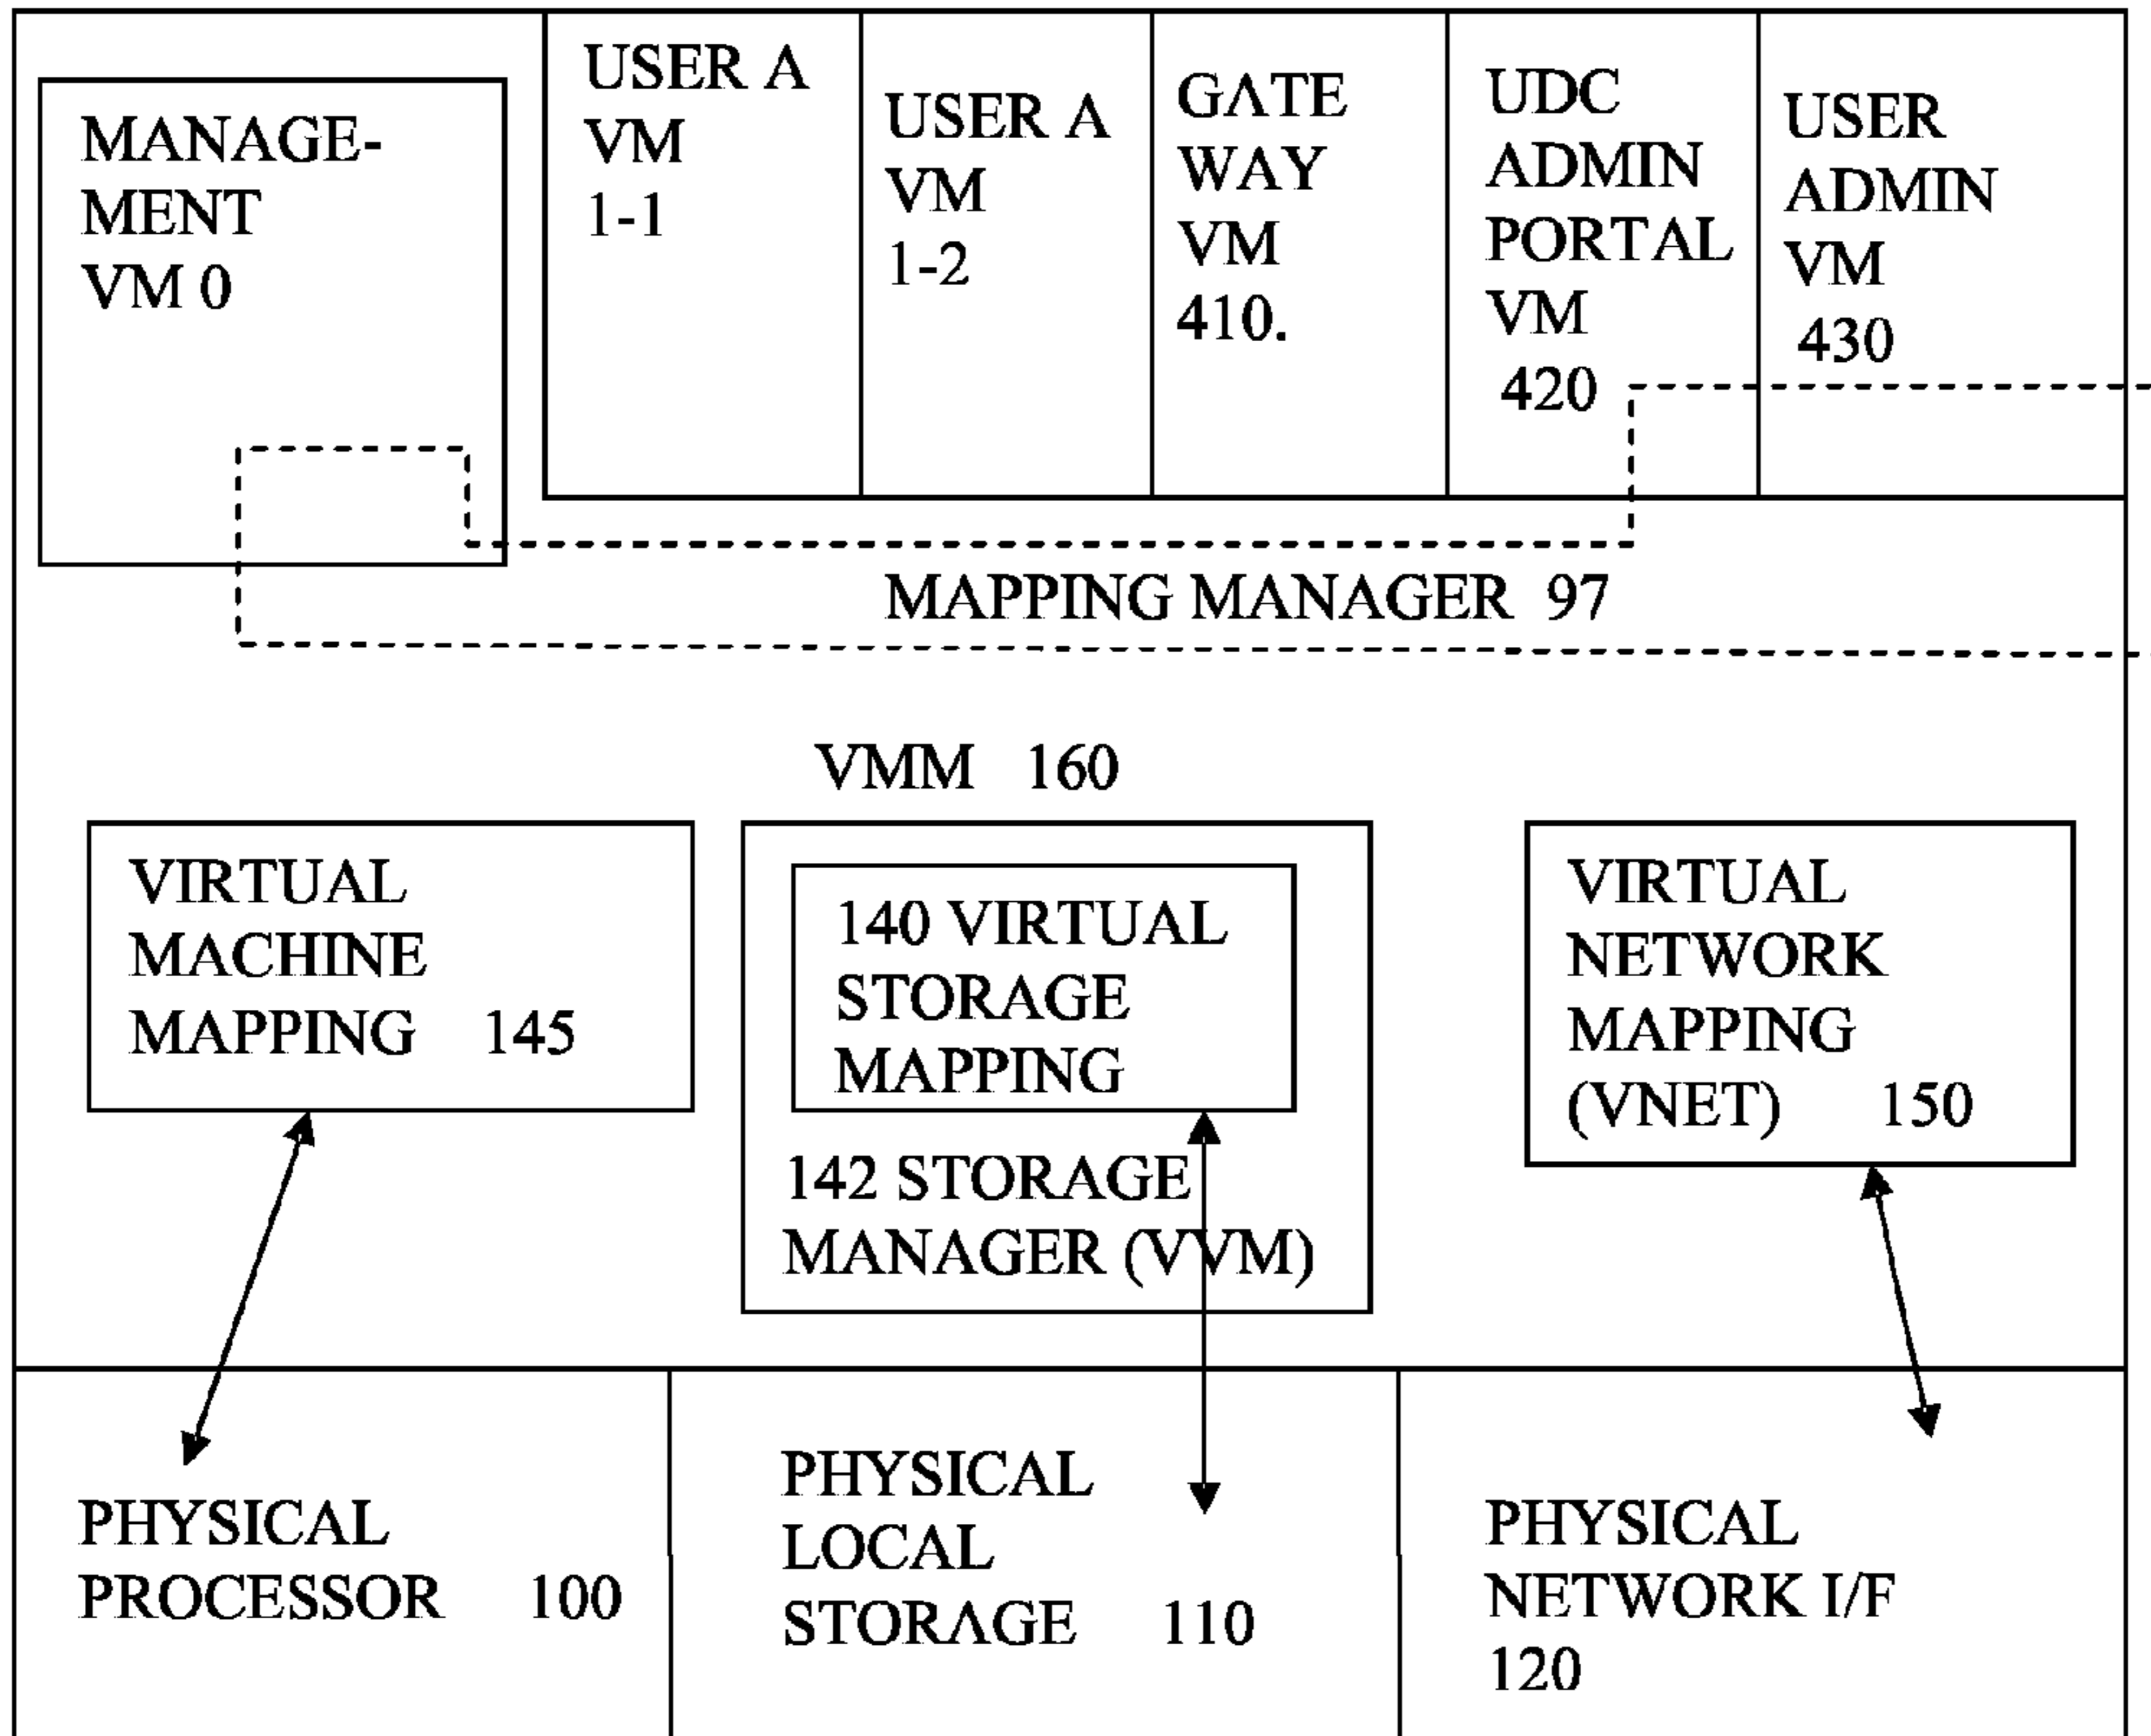 MANAGE-
MENT
VM 0
USER A
VM
1-1
USER A
VM
1-2
GATE
WAY
VM
410.
UDC
ADMIN
PORTAL
VM
420
USER
ADMIN
VM
430
MAPPING MANAGER 97
VMM 160
VIRTUAL
MACHINE
MAPPING 145
140 VIRTUAL
STORAGE
MAPPING
142 STORAGE
MANAGER (VVM)
VIRTUAL
NETWORK
MAPPING
(VNET) 150
PHYSICAL
PROCESSOR 100
PHYSICAL
LOCAL
STORAGE 110
PHYSICAL
NETWORK I/F
120